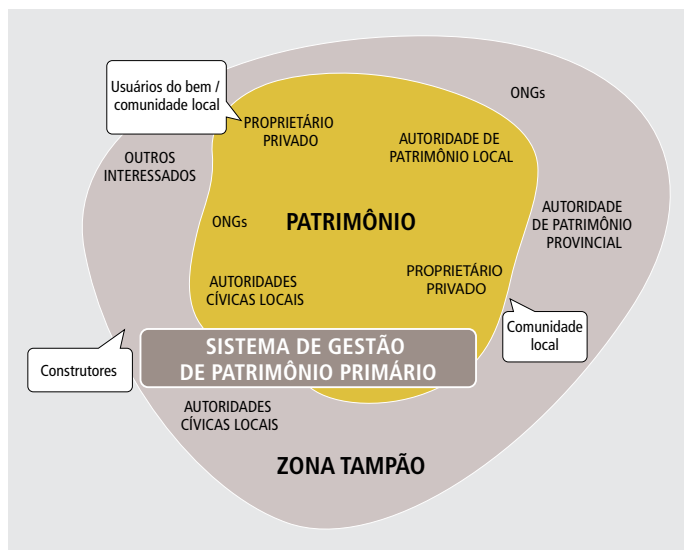 Usuários do bem /
comunidade local
ONGs
PROPRIETÁRIO
PRIVADO
AUTORIDADE DE
PATRIMÔNIO LOCAL
OUTROS
INTERESSADOS
AUTORIDADE
DE PATRIMÔNIO
PROVINCIAL
ONGs
PATRIMÔNIO
AUTORIDADES
CÍVICAS LOCAIS
PROPRIETÁRIO
PRIVADO
Comunidade
local
SISTEMA DE GESTÃO
DE PATRIMÔNIO PRIMÁRIO
Construtores
AUTORIDADES
CÍVICAS LOCAIS
ZONA TAMPÃO